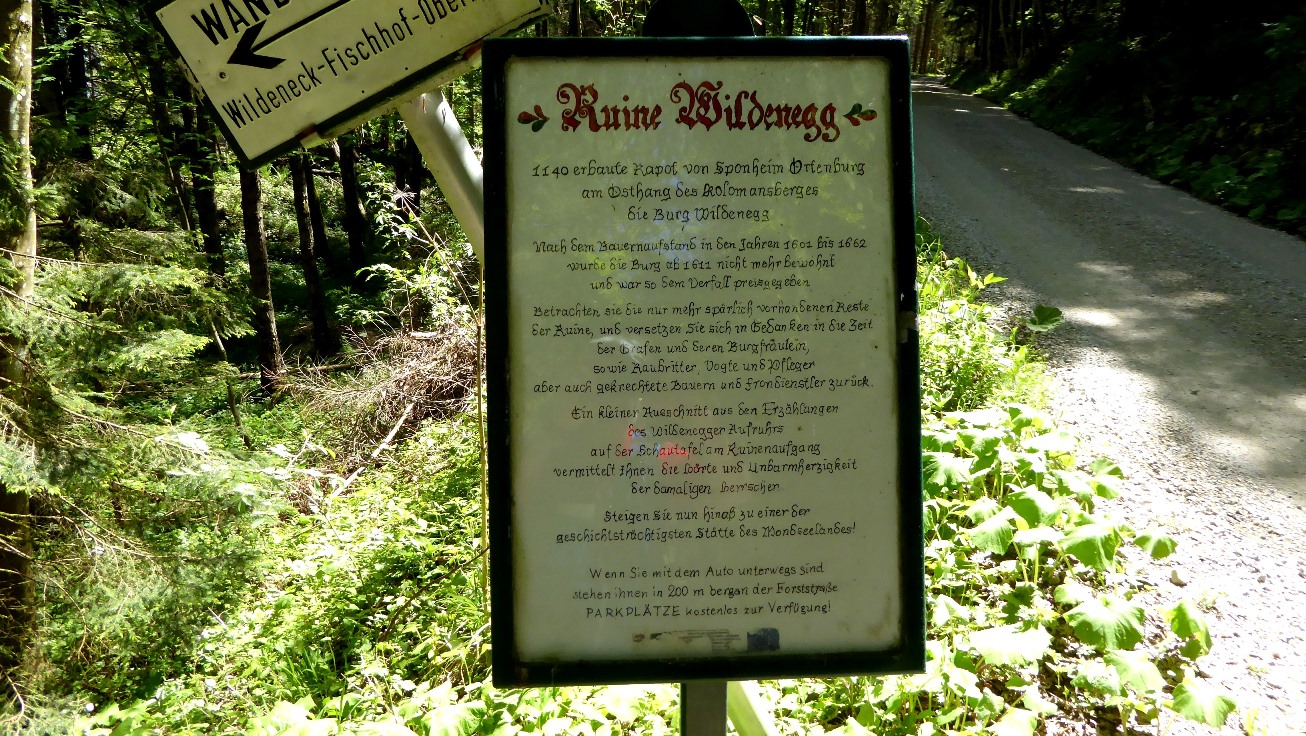 WAND
Wildeneck-Fischhof-Ober
Ruine Wildenegg
1140 erbaute Rapot von Sponheim Ortenburg
am Osthang des Kolomansberges
die Burg Wildenegg
Nach dem Bauernaufstand in den Jahren 1601 bis 1662
wurde die Burg ab 1611 nicht mehr bewohnt
und war so dem Verfall preisgegeben
Betrachten sie die nur mehr spärlich vorhandenen Reste
der Ruine, und versetzen Sie sich in Gedanken in die Zeit
der Grafen und deren Burgfräulein,
sowie Raubritter, Vögte und Pfleger
aber auch geknechtete Bauern und Frondienstler zurück.
Ein kleiner Ausschnitt aus den Erzählungen
des Wildenegger Aufruhrs
auf der Schautafel am Ruinenaufgang
vermittelt Ihnen die Härte und Unbarmherzigkeit
der damaligen Herrscher
Steigen Sie nun hinab zu einer der
geschichtsträchtigsten Stätte des Mondseelandes!
Wenn Sie mit dem Auto unterwegs sind
stehen ihnen in 200 m bergan der Forststraße
PARKPLÄTZE kostenlos zur Verfügung!